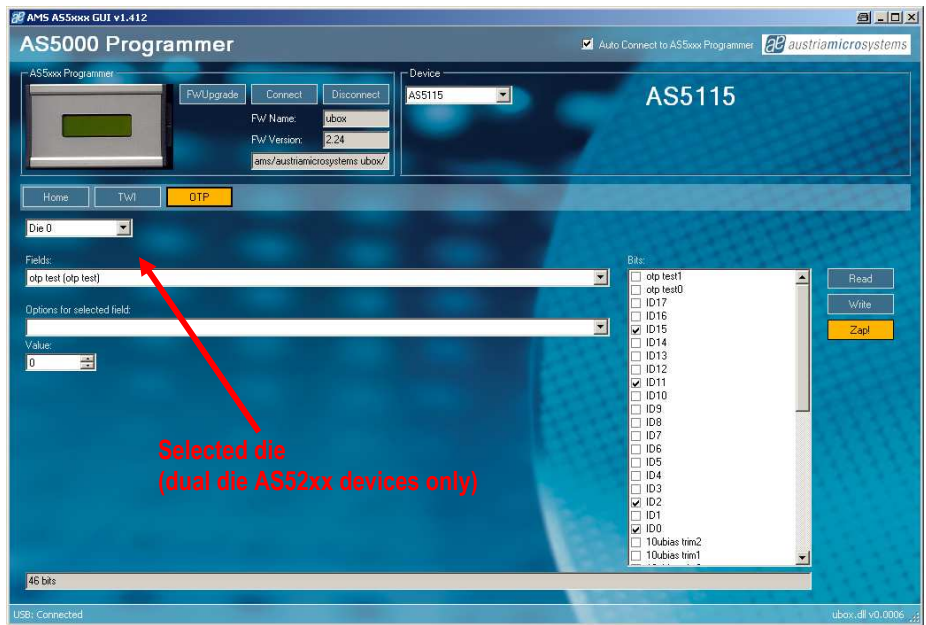 AMS AS5xxx GUI v1.412
AS5000 Programmer
Auto Connect to AS5xxx Programmer
austriamicrosystems
AS5xxx Programmer
FWUpgrade
Connect
Disconnect
FW Name:
ubox
FW Version:
2.24
ams/austriamicrosystems ubox/
Device
AS5115
AS5115
Home
TWI
OTP
Die 0
Fields:
otp test (otp test)
Options for selected field:
Value:
0
Selected die
(dual die AS52xx devices only)
Bits:
otp test1
otp test0
ID17
ID16
ID15
ID14
ID13
ID12
ID11
ID10
ID9
ID8
ID7
ID6
ID5
ID4
ID3
ID2
ID1
ID0
10ubias trim2
10ubias trim1
Read
Write
Zap!
46 bits
USB: Connected
ubox.dll v0.0006